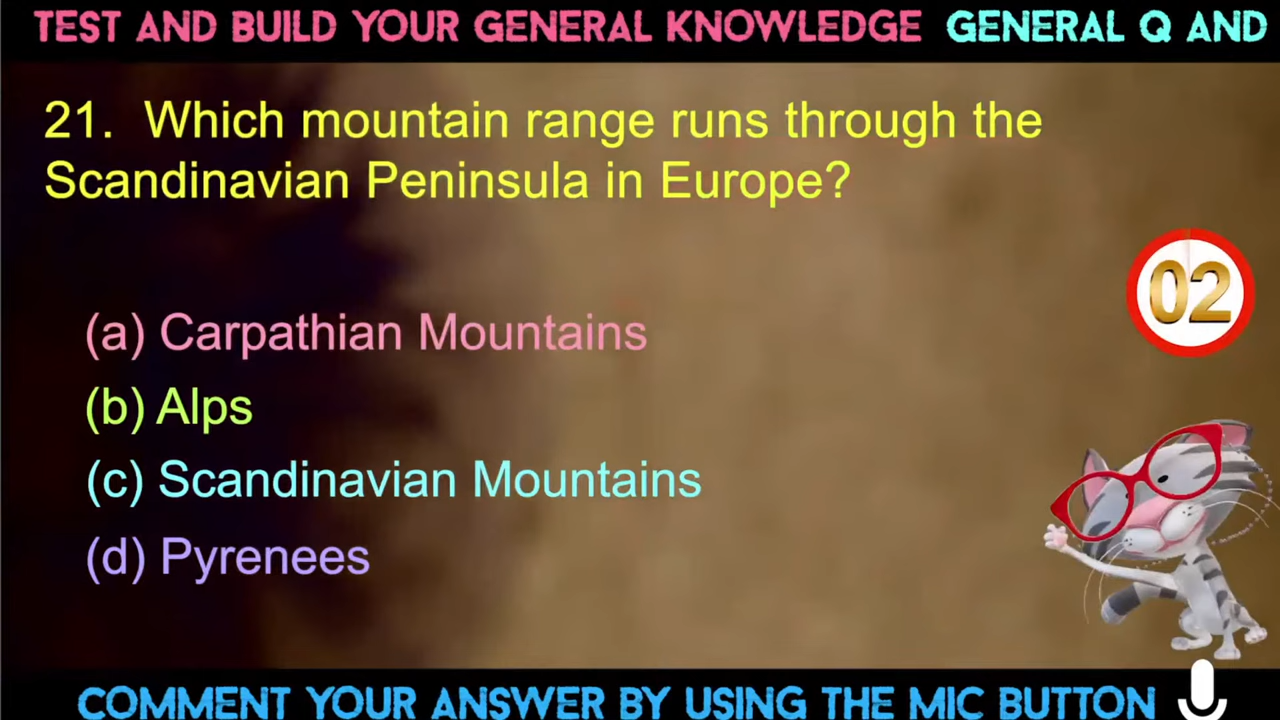 TEST AND BUILD YOUR GENERAL KNOWLEDGE GENERAL Q AND
21. Which mountain range runs through the
Scandinavian Peninsula in Europe?
02
(a) Carpathian Mountains
(b) Alps
(c) Scandinavian Mountains
(d) Pyrenees
COMMENT YOUR ANSWER BY USING THE MIC BUTTON